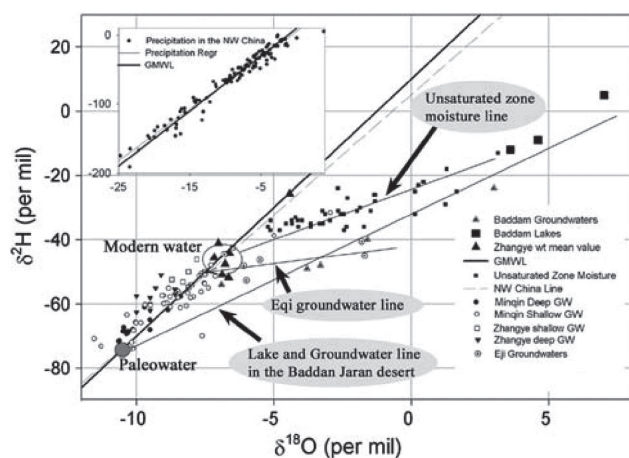 Precipitation in the NW China
Precipitation Regr
GMWL
0
-100
-200
-25
-15
-5
Unsaturated zone
moisture line
Modern water
Eqi groundwater line
Paleowater
Lake and Groundwater line
in the Baddan Jaran desert
Baddam Groundwaters
Baddam Lakes
Zhangye wt mean value
GMWL
Unsaturated Zone Moisture
NW China Line
Minqin Deep GW
Minqin Shallow GW
Zhangye shallow GW
Zhangye deep GW
Eji Groundwaters
20
0
-20
-40
-60
-80
δ²H (per mil)
-10
-5
0
5
δ¹⁸O (per mil)